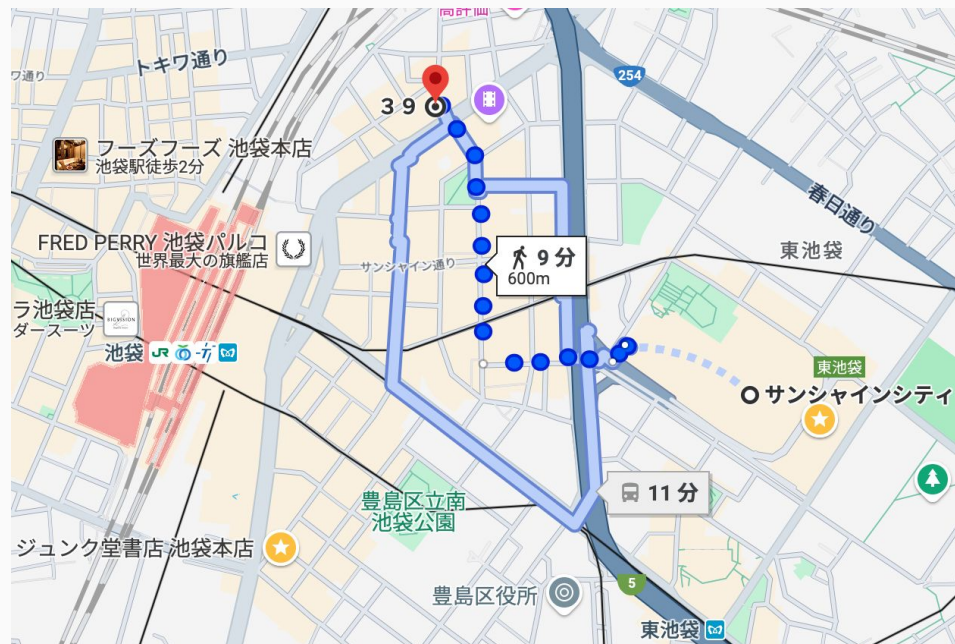 高評価
トキワ通り
ワ通り
254
39
フーズフーズ 池袋本店
池袋駅徒歩2分
春日通り
FRED PERRY 池袋パルコ
世界最大の旗艦店
サンシャイン通り
9 分
600m
東池袋
ラ池袋店
ダースーツ
BIGVISION
池袋
JR
東池袋
サンシャインシティ
11 分
豊島区立南
池袋公園
ジュンク堂書店 池袋本店
豊島区役所
5
東池袋